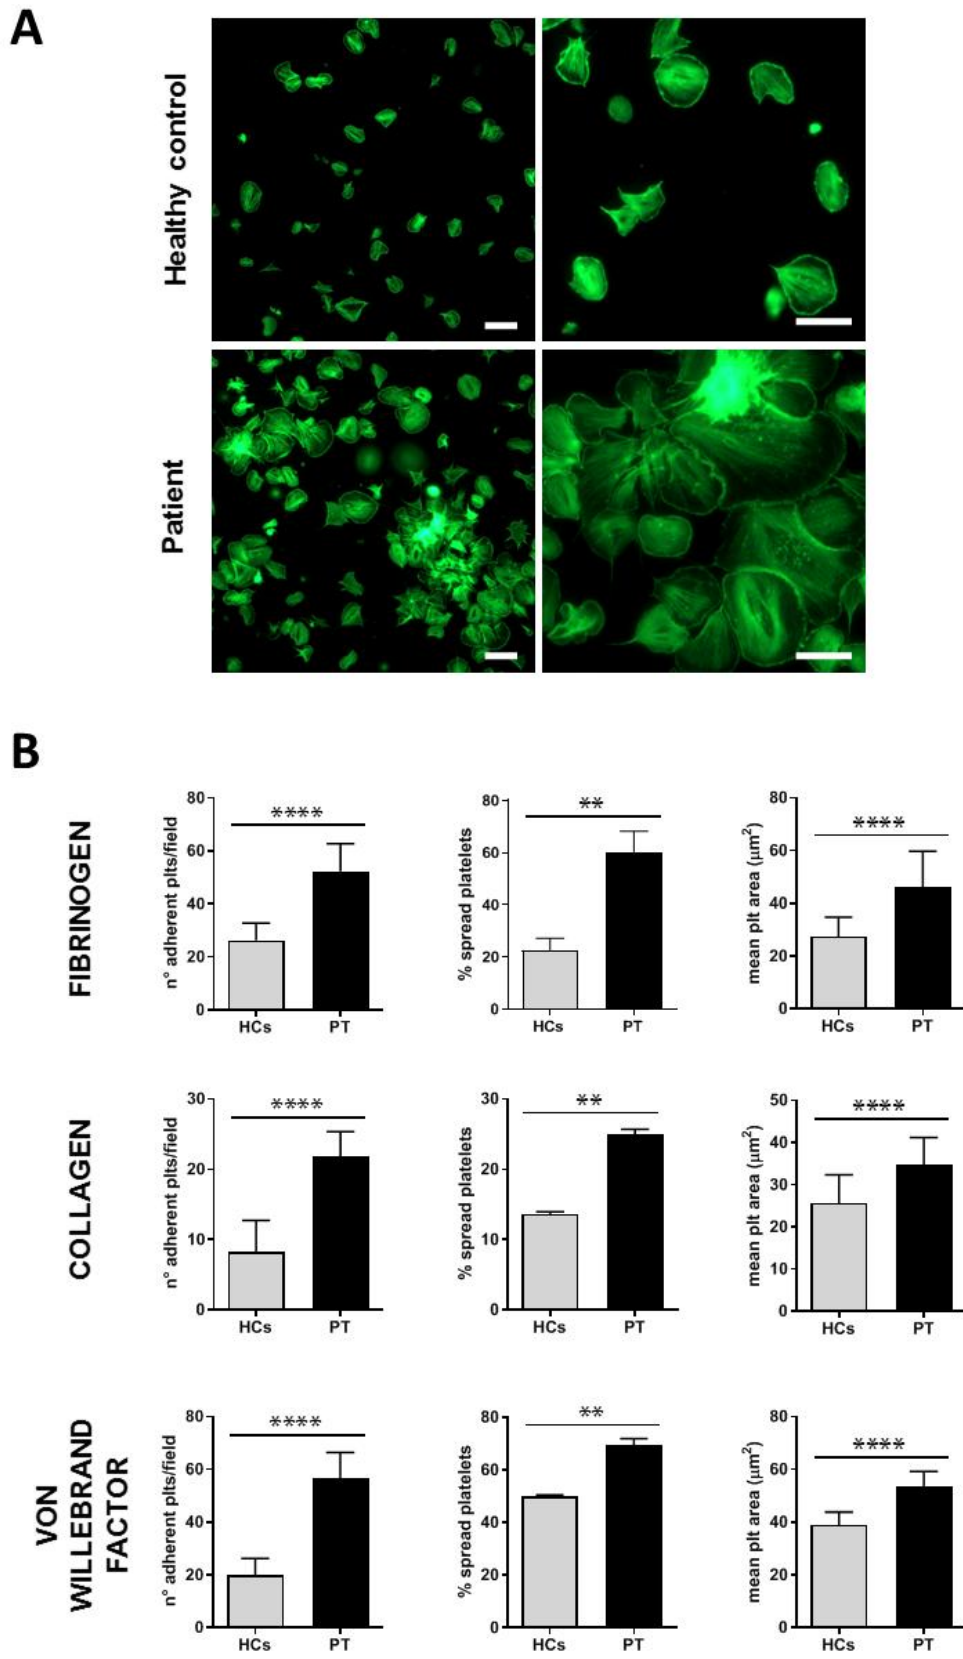 A
Healthy control
Patient
B
FIBRINOGEN
n° adherent plts/field
80
60
40
20
0
****
HCs PT
% spread platelets
80
60
40
20
0
**
HCs PT
mean plt area (μm²)
80
60
40
20
0
****
HCs PT
COLLAGEN
n° adherent plts/field
30
20
10
0
****
HCs PT
% spread platelets
30
20
10
0
**
HCs PT
mean plt area (μm²)
50
40
30
20
10
0
****
HCs PT
VON
WILLEBRAND
FACTOR
n° adherent plts/field
80
60
40
20
0
****
HCs PT
% spread platelets
80
60
40
20
0
**
HCs PT
mean plt area (μm²)
80
60
40
20
0
****
HCs PT